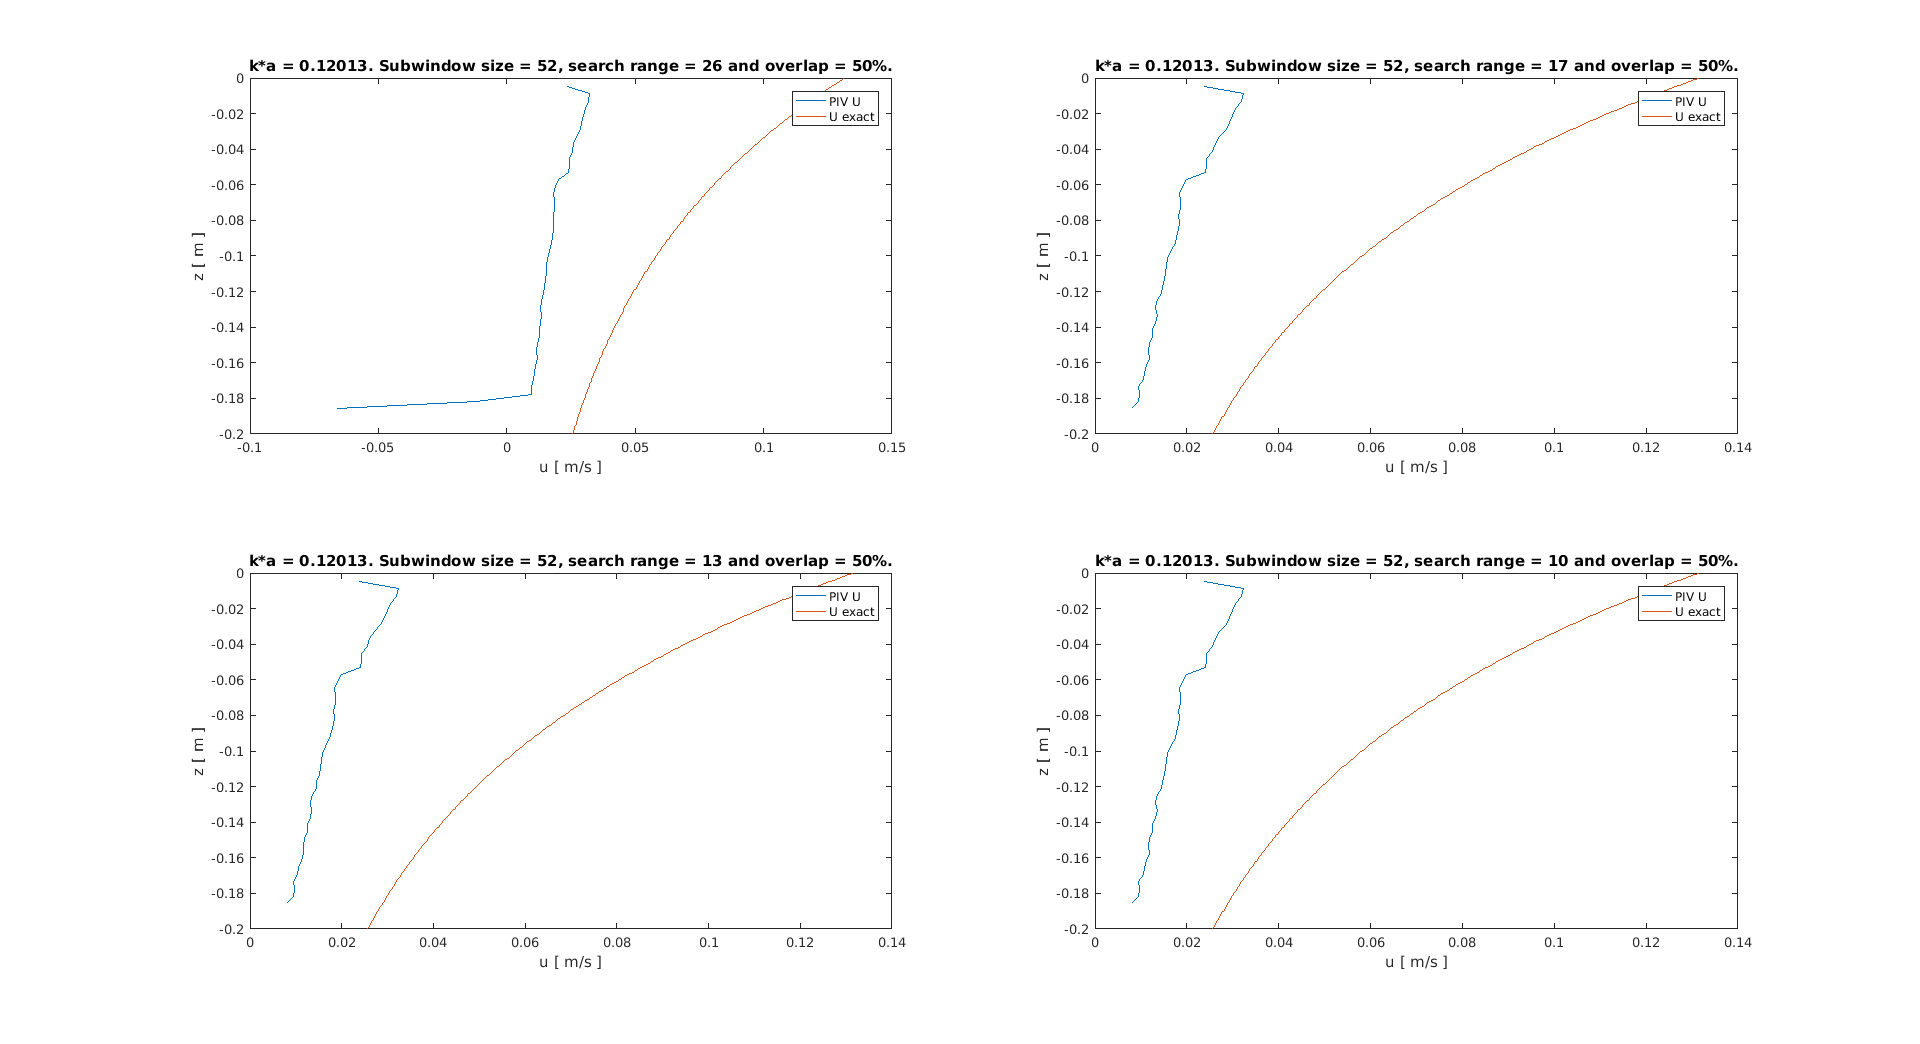 k*a = 0.12013. Subwindow size = 52, search range = 26 and overlap = 50%.
0
-0.02
-0.04
-0.06
-0.08
-0.1
-0.12
-0.14
-0.16
-0.18
-0.2
z [ m ]
PIV U
U exact
-0.1 -0.05 0 0.05 0.1 0.15
u [ m/s ]
k*a = 0.12013. Subwindow size = 52, search range = 17 and overlap = 50%.
0
-0.02
-0.04
-0.06
-0.08
-0.1
-0.12
-0.14
-0.16
-0.18
-0.2
z [ m ]
PIV U
U exact
0 0.02 0.04 0.06 0.08 0.1 0.12 0.14
u [ m/s ]
k*a = 0.12013. Subwindow size = 52, search range = 13 and overlap = 50%.
0
-0.02
-0.04
-0.06
-0.08
-0.1
-0.12
-0.14
-0.16
-0.18
-0.2
z [ m ]
PIV U
U exact
0 0.02 0.04 0.06 0.08 0.1 0.12 0.14
u [ m/s ]
k*a = 0.12013. Subwindow size = 52, search range = 10 and overlap = 50%.
0
-0.02
-0.04
-0.06
-0.08
-0.1
-0.12
-0.14
-0.16
-0.18
-0.2
z [ m ]
PIV U
U exact
0 0.02 0.04 0.06 0.08 0.1 0.12 0.14
u [ m/s ]